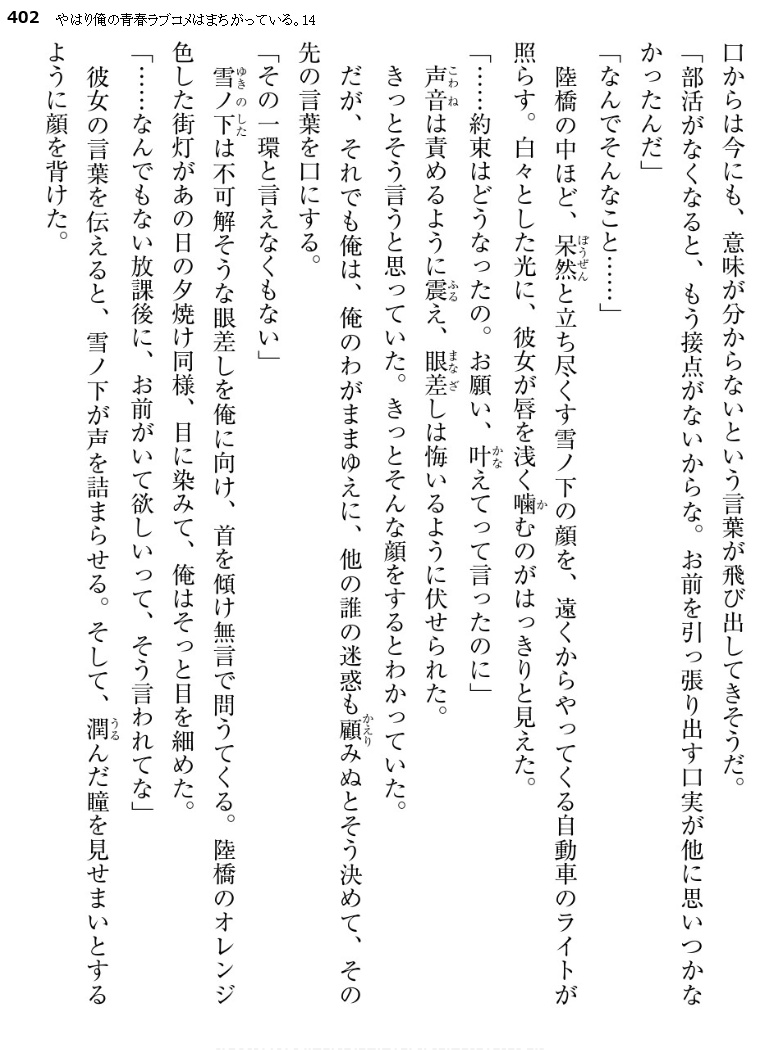 402 やはり俺の青春ラブコメはまちがっている。14
口からは今にも、意味が分からないという言葉が飛び出してきそうだ。
「部活がなくなると、もう接点がないからな。お前を引っ張り出す口実が他に思いつかな
かったんだ」
「なんでそんなこと……」
陸橋の中ほど、呆然と立ち尽くす雪ノ下の顔を、遠くからやってくる自動車のライトが
照らす。白々とした光に、彼女が唇を浅く噛むのがはっきりと見えた。
「……約束はどうなったの。お願い、叶えてって言ったのに」
声音は責めるように震え、眼差しは悔いるように伏せられた。
きっとそう言うと思っていた。きっとそんな顔をするとわかっていた。
だが、それでも俺は、俺のわがままゆえに、他の誰の迷惑も顧みぬとそう決めて、その
先の言葉を口にする。
「その一環と言えなくもない」
雪ノ下は不可解そうな眼差しを俺に向け、首を傾け無言で問うてくる。陸橋のオレンジ
色した街灯があの日の夕焼け同様、目に染みて、俺はそっと目を細めた。
「……なんでもない放課後に、お前がいて欲しいって、そう言われてな」
彼女の言葉を伝えると、雪ノ下が声を詰まらせる。そして、潤んだ瞳を見せまいとする
ように顔を背けた。